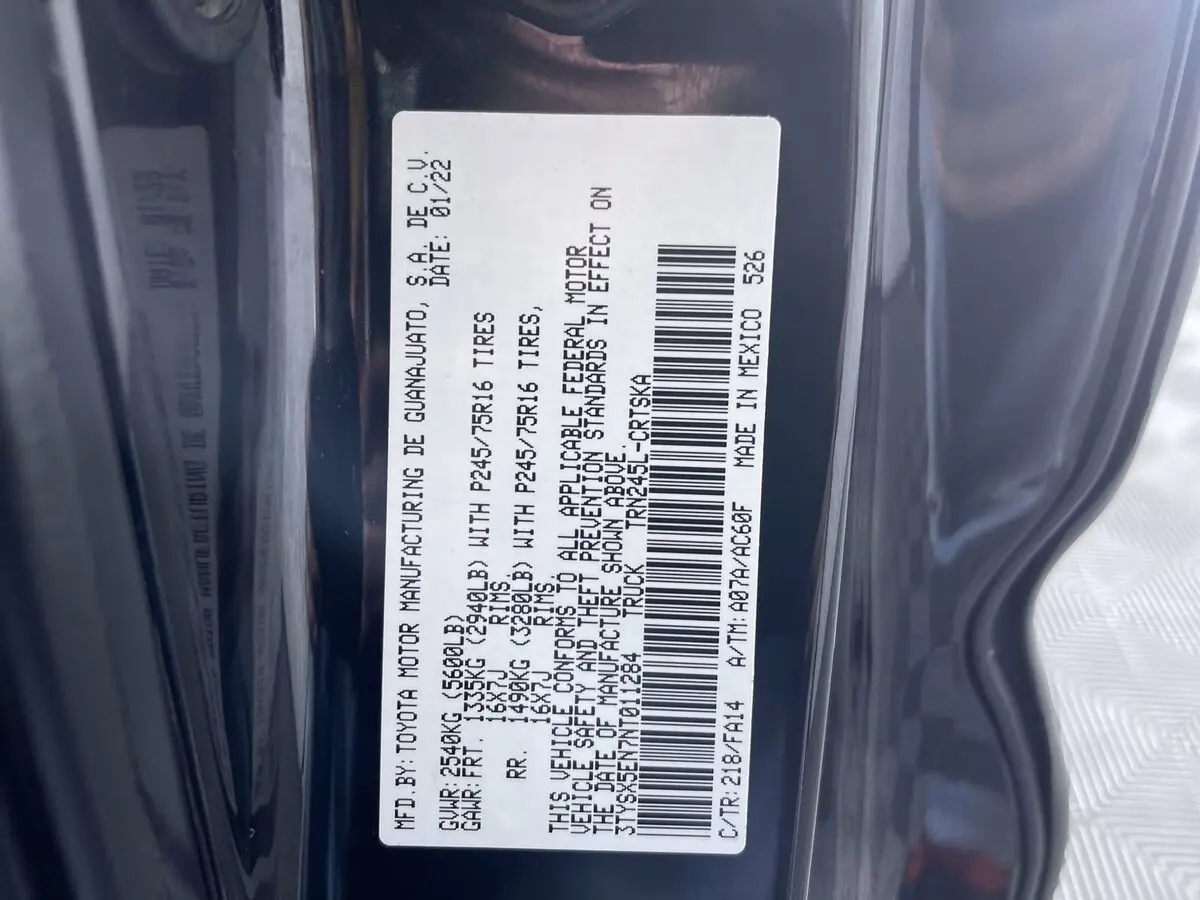 MFD.BY:TOYOTA MOTOR MANUFACTURING DE GUANAJUATO, S.A. DE C.V.
DATE: 01/22
GVWR:2540KG (5600LB)
GAWR:FRT. 1335KG (2940LB) WITH P245/75R16 TIRES
16X7J RIMS,
RR. 1490KG (3280LB) WITH P245/75R16 TIRES,
16X7J RIMS.
THIS VEHICLE CONFORMS TO ALL APPLICABLE FEDERAL MOTOR
VEHICLE SAFETY AND THEFT PREVENTION STANDARDS IN EFFECT ON
THE DATE OF MANUFACTURE SHOWN ABOVE.
3TYSX5EN7NT011284 TRUCK TRN245L-CRTSKA
C/TR:218/FA14 A/TM:A07A/AC60F MADE IN MEXICO 526